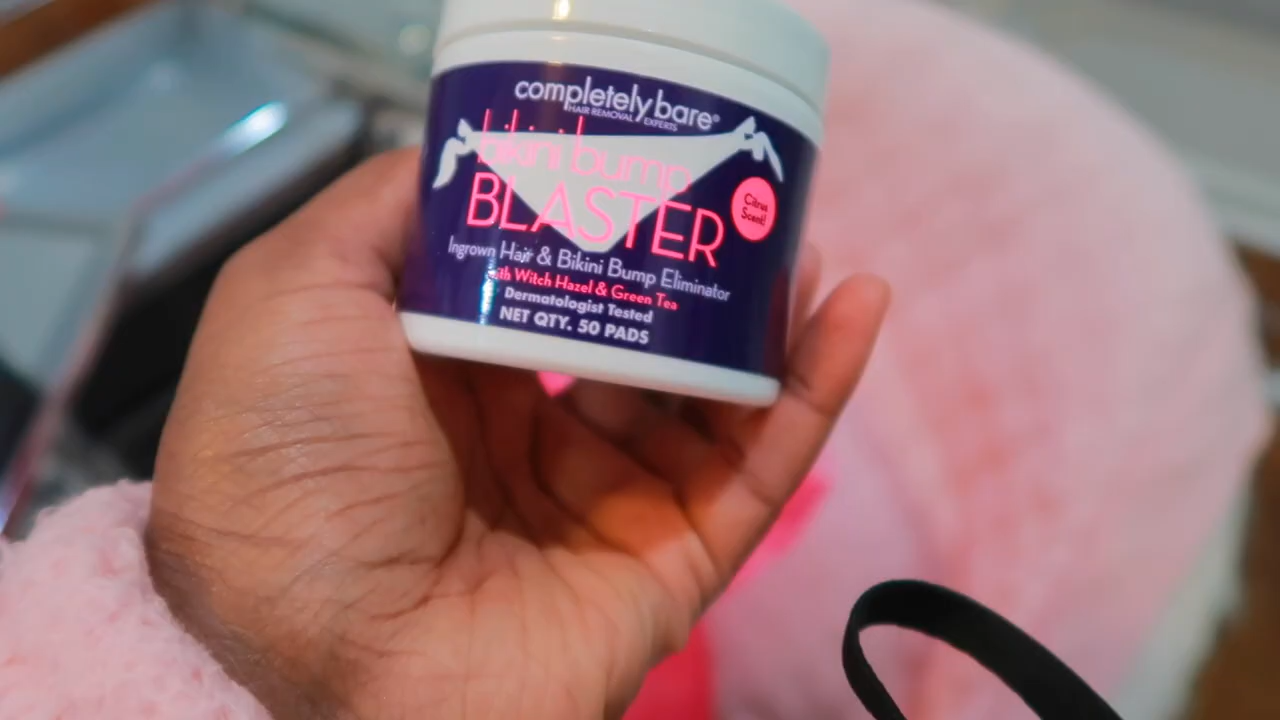 completely bare®
HAIR REMOVAL EXPERTS
bikini bump
BLASTER
Citrus
Scent!
Ingrown Hair & Bikini Bump Eliminator
with Witch Hazel & Green Tea
Dermatologist Tested
NET QTY. 50 PADS